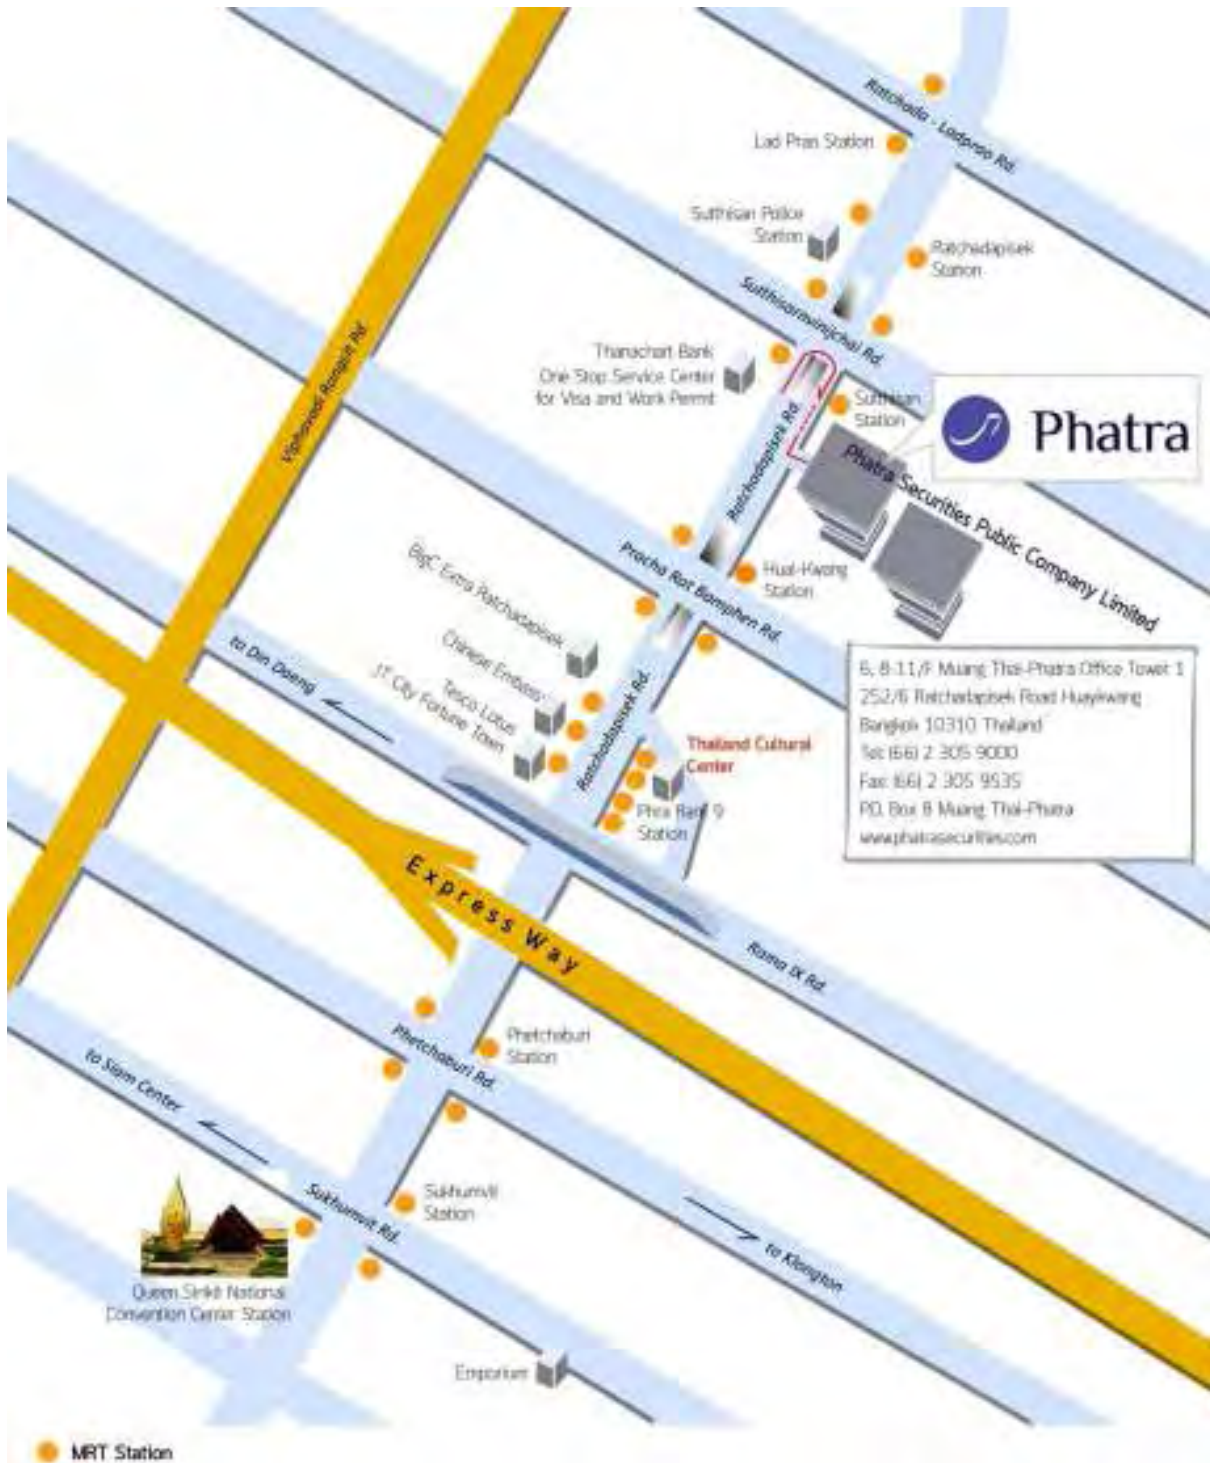 Ratchada - Ladprao Rd.
Lad Prao Station
Sutthisan Police
Station
Ratchadapisek
Station
Sutthisarnvinijchai Rd.
Thanachart Bank
One Stop Service Center
for Visa and Work Permit
Viphavadi Rangsit Rd.
Sutthisan
Station
Phatra
Ratchadapisek Rd.
Phatra Securities Public Company Limited
Pracha Rat Bamphen Rd.
Huai-Kwang
Station
BigC Extra Ratchadapisek
Chinese Embassy
Tesco Lotus
IT City Fortune Town
to Din Daeng
Ratchadapisek Rd.
6, 8-11/F Muang Thai-Phatra Office Tower 1
252/6 Ratchadapisek Road Huaykwang
Bangkok 10310 Thailand
Tel: (66) 2 305 9000
Fax: (66) 2 305 9535
P.O. Box 8 Muang Thai-Phatra
www.phatrasecurities.com
Thailand Cultural
Center
Phra Ram 9
Station
Express Way
Rama IX Rd.
Phetchaburi Rd.
Phetchaburi
Station
to Siam Center
Sukhumvit Rd.
Sukhumvit
Station
to Klongton
Queen Sirikit National
Convention Center Station
Emporium
MRT Station